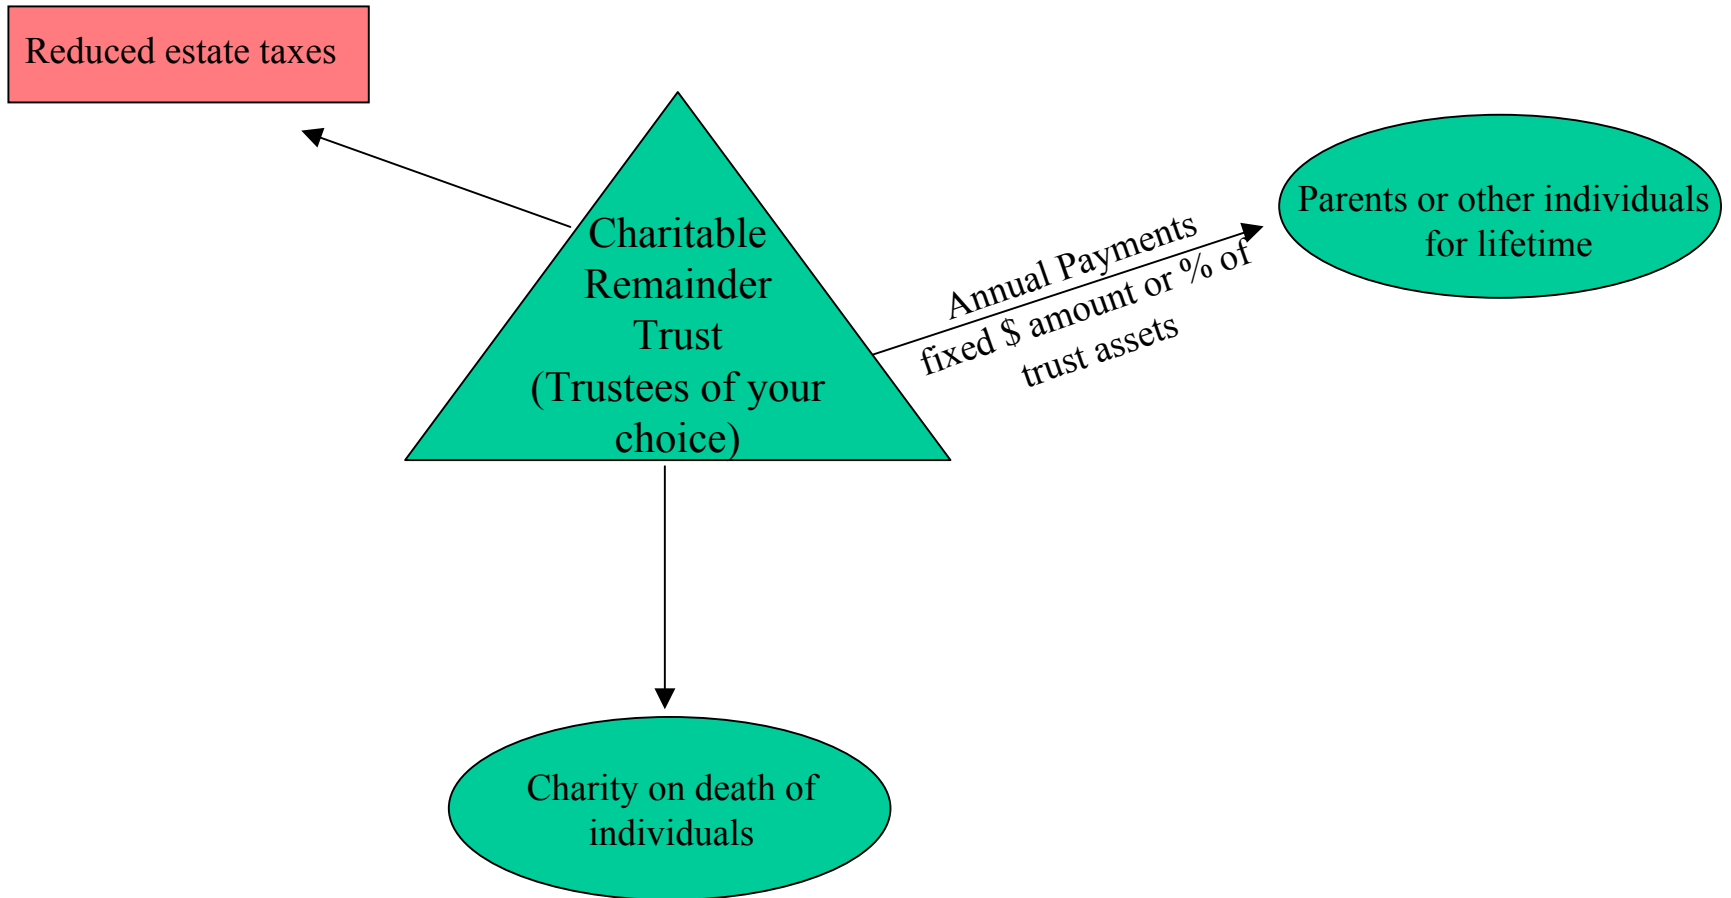 Reduced estate taxes
Charitable
Remainder
Trust
(Trustees of your
choice)
Annual Payments
fixed $ amount or % of
trust assets
Parents or other individuals
for lifetime
Charity on death of
individuals